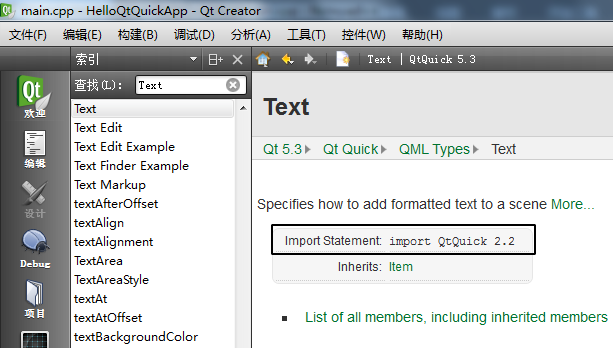 main.cpp - HelloQtQuickApp - Qt Creator
文件(F) 编辑(E) 构建(B) 调试(D) 分析(A) 工具(T) 控件(W) 帮助(H)
索引
Text | QtQuick 5.3
Qt
欢迎
编辑
设计
Debug
项目
查找(L): Text
Text
Text Edit
Text Edit Example
Text Finder Example
Text Markup
textAfterOffset
textAlign
textAlignment
TextArea
TextAreaStyle
textAt
textAtOffset
textBackgroundColor
Text
Qt 5.3 Qt Quick QML Types Text
Specifies how to add formatted text to a scene More...
Import Statement: import QtQuick 2.2
Inherits: Item
List of all members, including inherited members